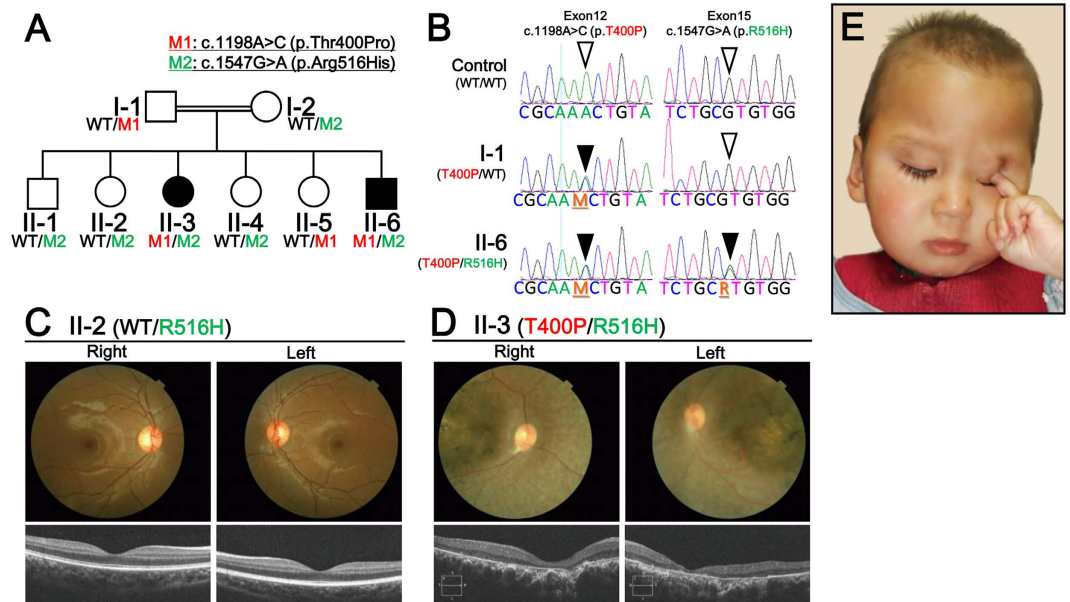 A
M1: c.1198A>C (p.Thr400Pro)
M2: c.1547G>A (p.Arg516His)
I-1
WT/M1
I-2
WT/M2
II-1
WT/M2
II-2
WT/M2
II-3
M1/M2
II-4
WT/M2
II-5
WT/M1
II-6
M1/M2
B
Exon12
c.1198A>C (p.T400P)
Exon15
c.1547G>A (p.R516H)
Control
(WT/WT)
CGCAAACTGTA
TCTGCGTGTGG
I-1
(T400P/WT)
CGCAAMCTGTA
TCTGCGTGTGG
II-6
(T400P/R516H)
CGCAAMCTGTA
TCTGCRTGTGG
C II-2 (WT/R516H)
Right
Left
D II-3 (T400P/R516H)
Right
Left
E